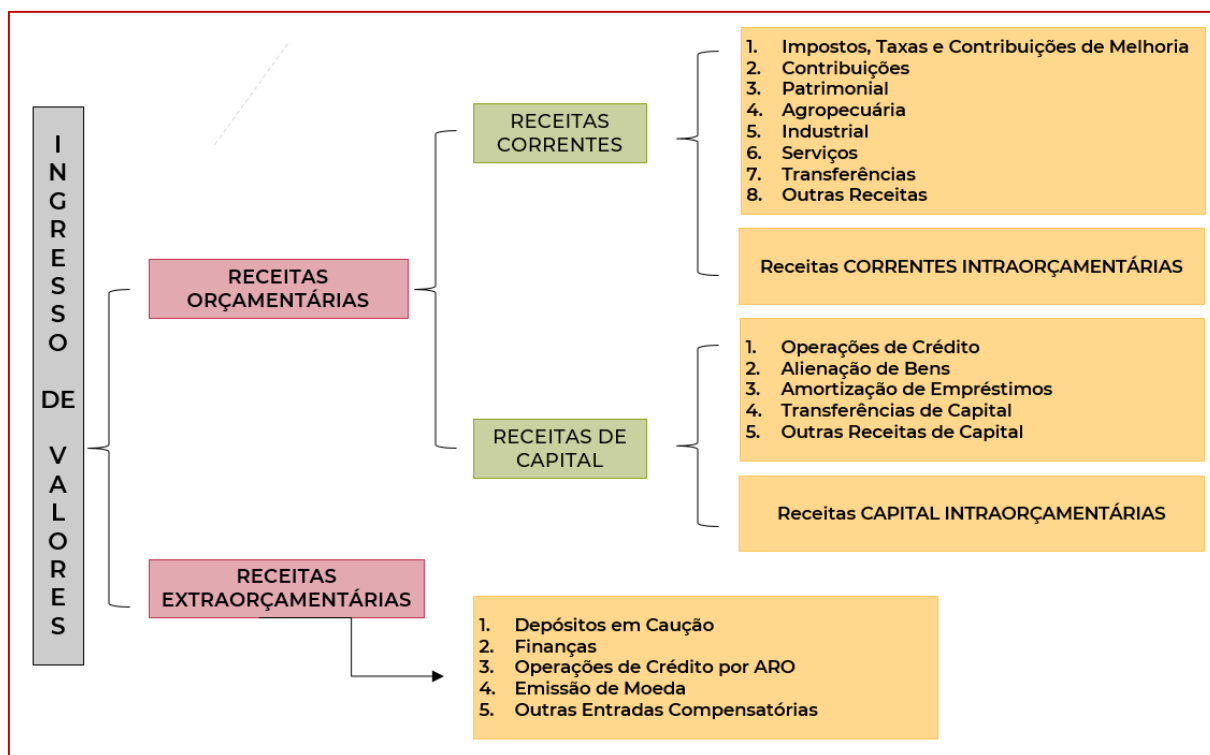 INGRESSO DE VALORES
RECEITAS
ORÇAMENTÁRIAS
RECEITAS
CORRENTES
1. Impostos, Taxas e Contribuições de Melhoria
2. Contribuições
3. Patrimonial
4. Agropecuária
5. Industrial
6. Serviços
7. Transferências
8. Outras Receitas
Receitas CORRENTES INTRAORÇAMENTÁRIAS
RECEITAS DE
CAPITAL
1. Operações de Crédito
2. Alienação de Bens
3. Amortização de Empréstimos
4. Transferências de Capital
5. Outras Receitas de Capital
Receitas CAPITAL INTRAORÇAMENTÁRIAS
RECEITAS
EXTRAORÇAMENTÁRIAS
1. Depósitos em Caução
2. Finanças
3. Operações de Crédito por ARO
4. Emissão de Moeda
5. Outras Entradas Compensatórias